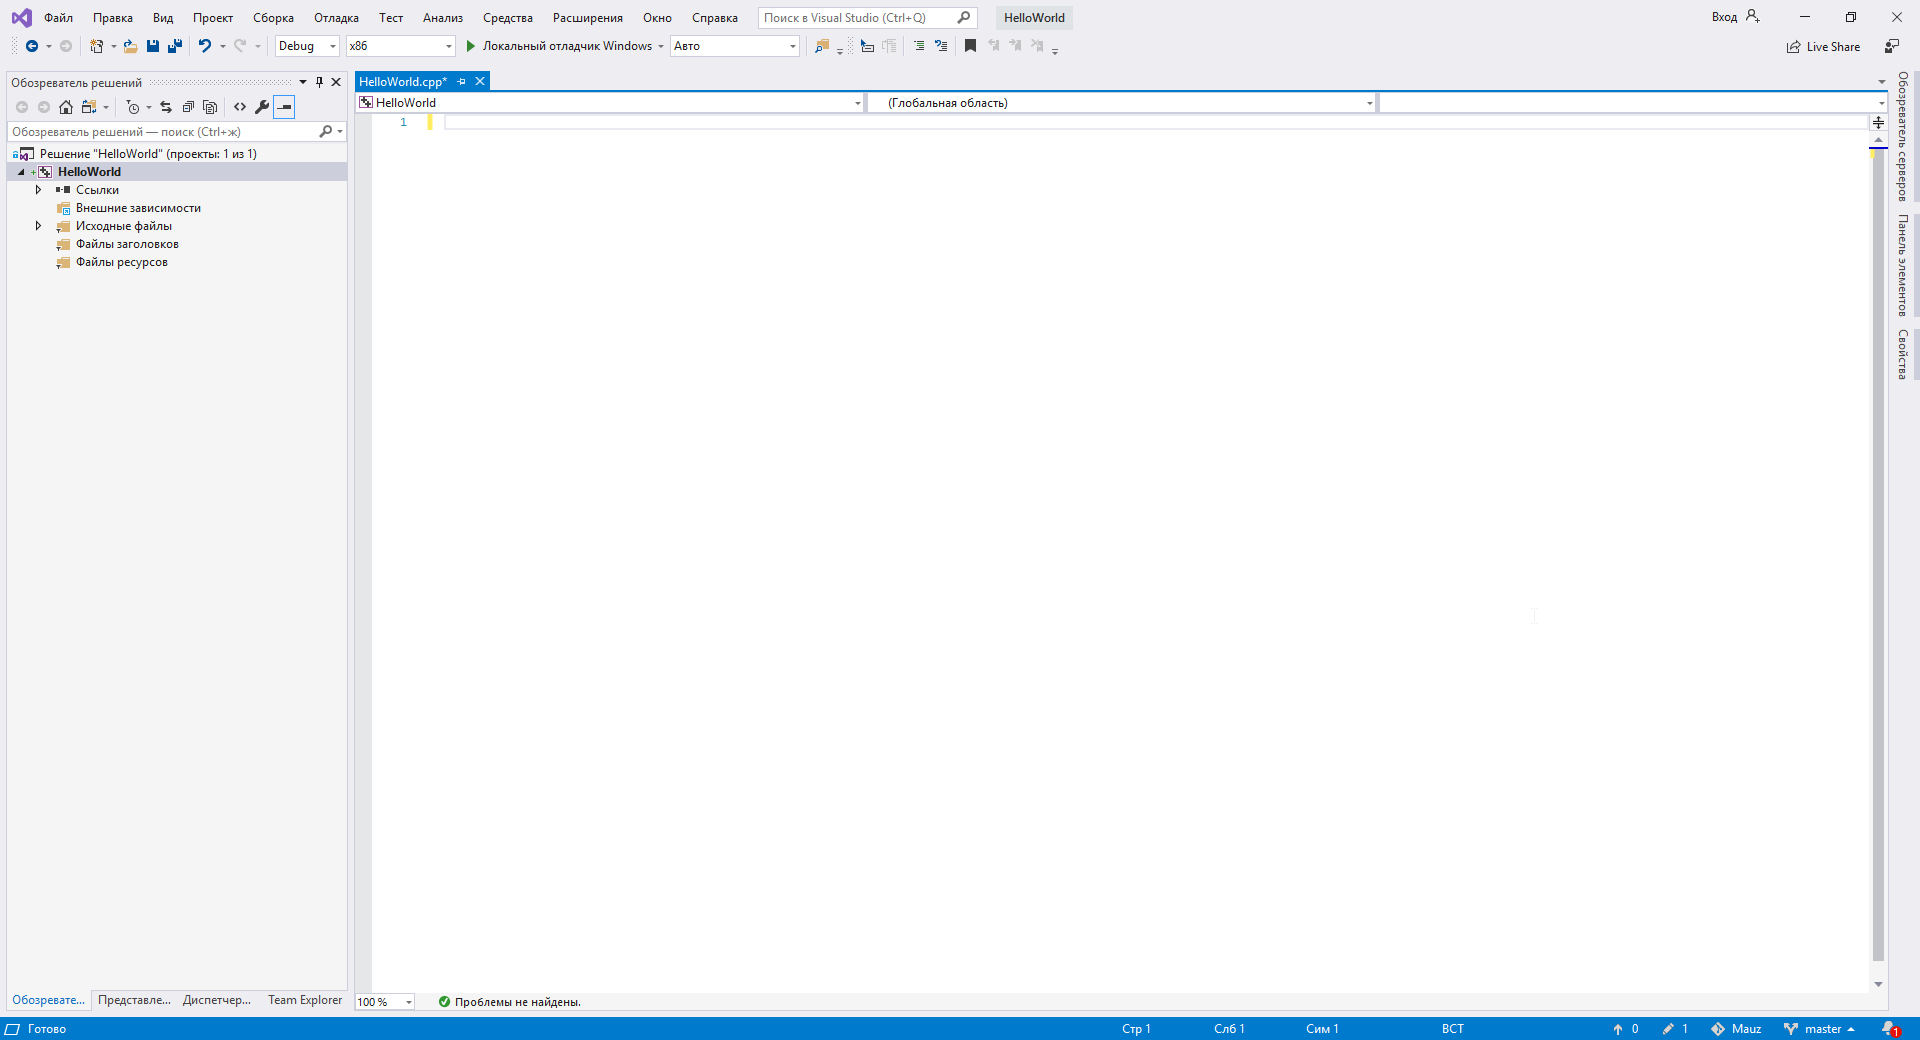 Файл Правка Вид Проект Сборка Отладка Тест Анализ Средства Расширения Окно Справка Поиск в Visual Studio (Ctrl+Q) HelloWorld Вход
Debug x86 Локальный отладчик Windows Авто Live Share
Обозреватель решений
HelloWorld.cpp*
HelloWorld (Глобальная область)
Обозреватель решений — поиск (Ctrl+ж)
1
Решение "HelloWorld" (проекты: 1 из 1)
HelloWorld
Ссылки
Внешние зависимости
Исходные файлы
Файлы заголовков
Файлы ресурсов
Обозреватель серверов
Панель элементов
Свойства
Обозревате... Представле... Диспетчер... Team Explorer
100 % Проблемы не найдены.
Готово Стр 1 Слб 1 Сим 1 ВСТ 0 1 Mauz master 1